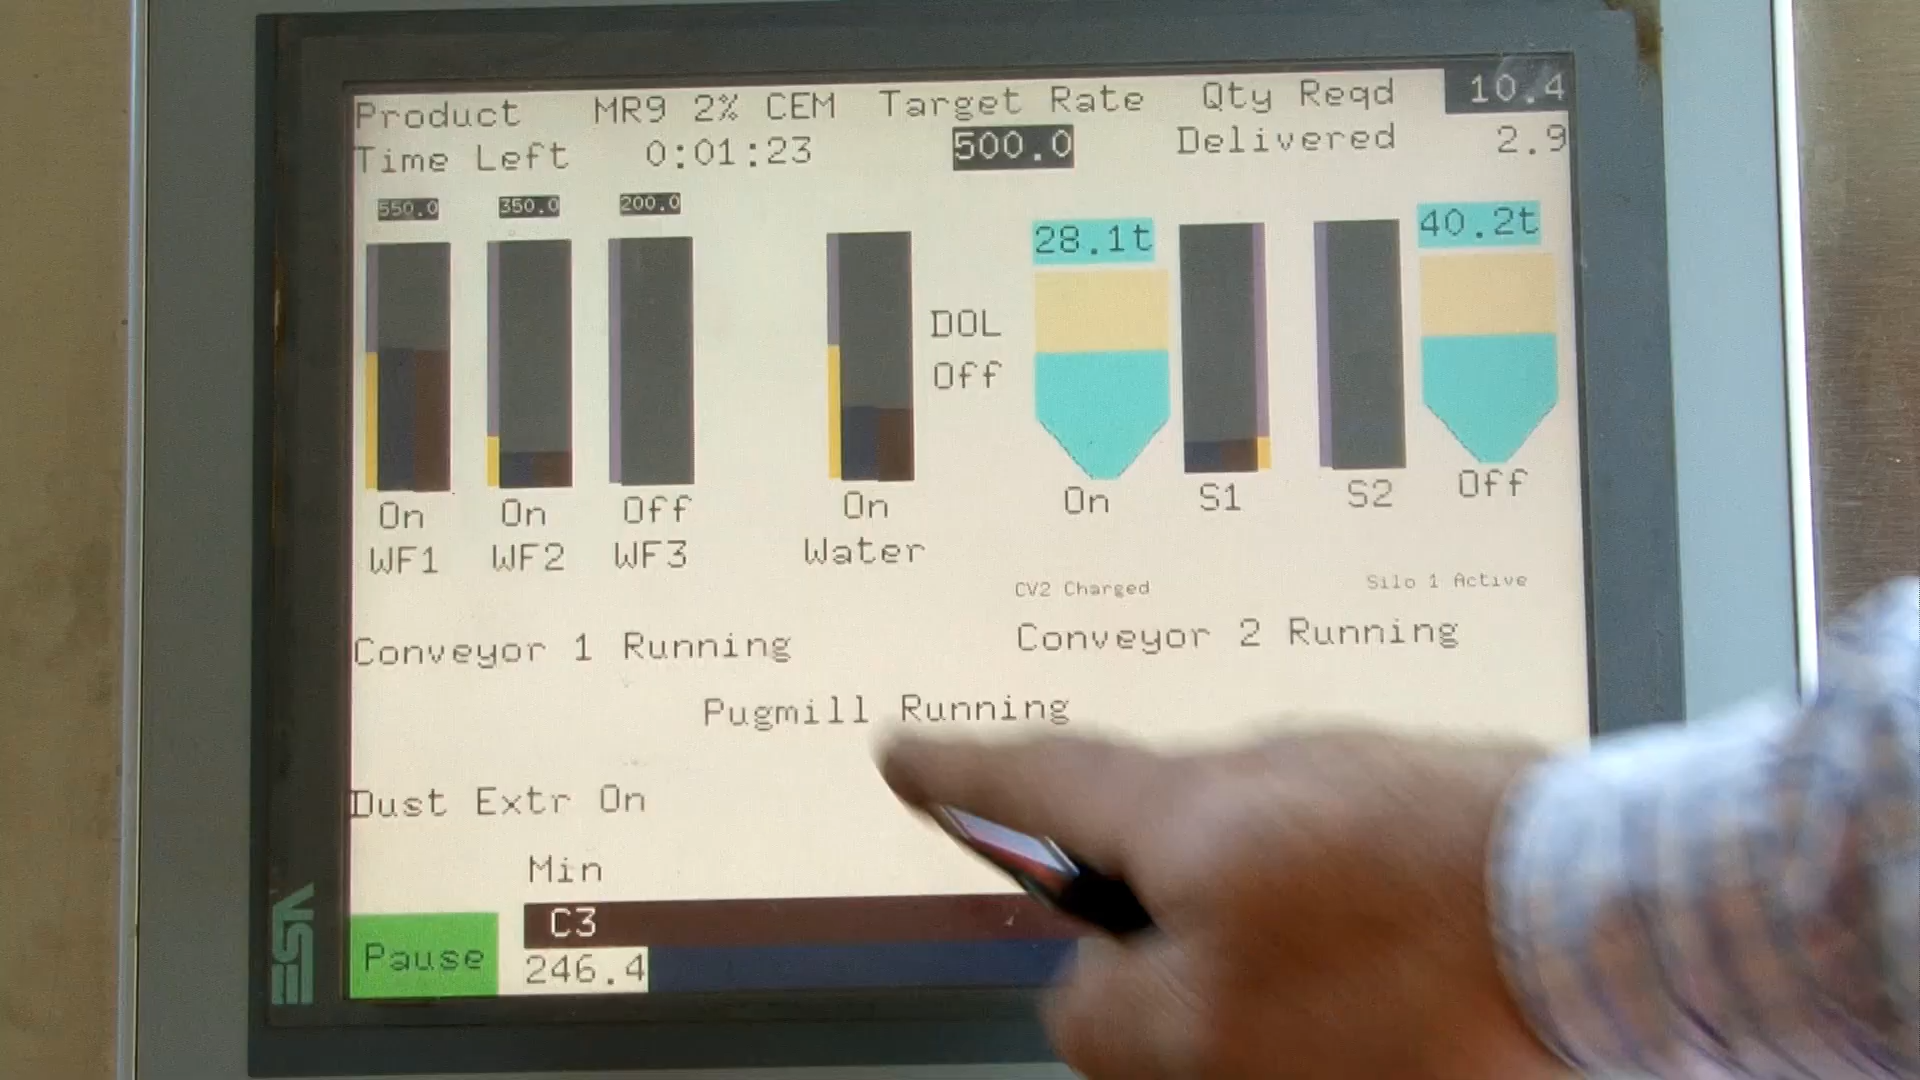 Product MR9 2% CEM Target Rate Qty Reqd 10.4
Time Left 0:01:23 500.0 Delivered 2.9
550.0 350.0 200.0
28.1t 40.2t
DOL
Off
On On Off On On S1 S2 Off
WF1 WF2 WF3 Water
CV2 Charged Silo 1 Active
Conveyor 1 Running Conveyor 2 Running
Pugmill Running
Dust Extr On
Min
C3
Pause 246.4
ESA